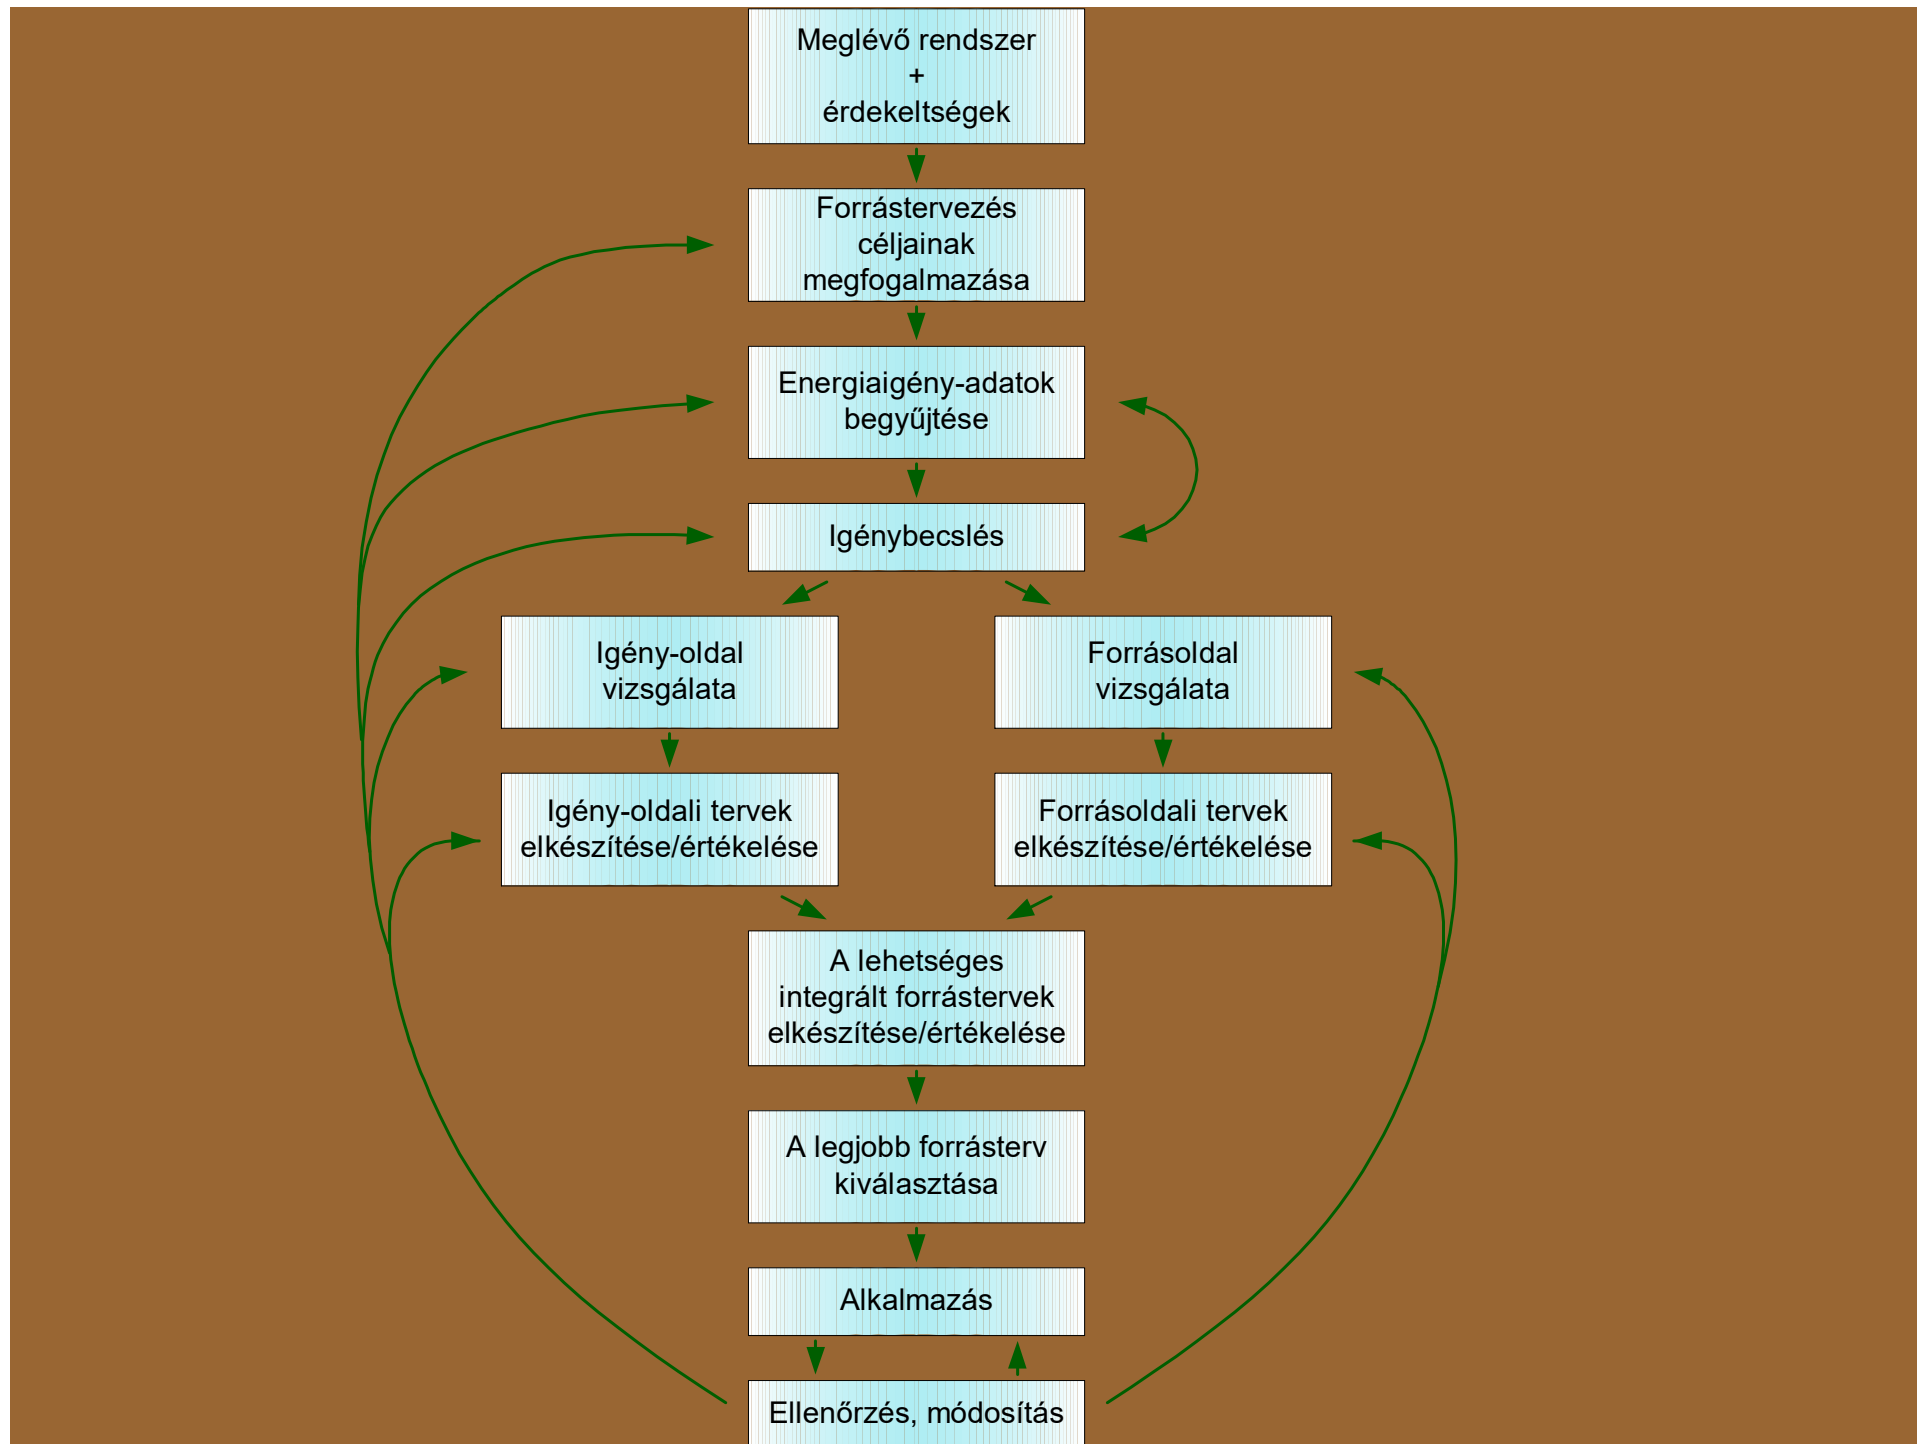 Meglévő rendszer
+
érdekeltségek
Forrástervezés
céljainak
megfogalmazása
Energiaigény-adatok
begyűjtése
Igénybecslés
Igény-oldal
vizsgálata
Forrásoldal
vizsgálata
Igény-oldali tervek
elkészítése/értékelése
Forrásoldali tervek
elkészítése/értékelése
A lehetséges
integrált forrástervek
elkészítése/értékelése
A legjobb forrásterv
kiválasztása
Alkalmazás
Ellenőrzés, módosítás